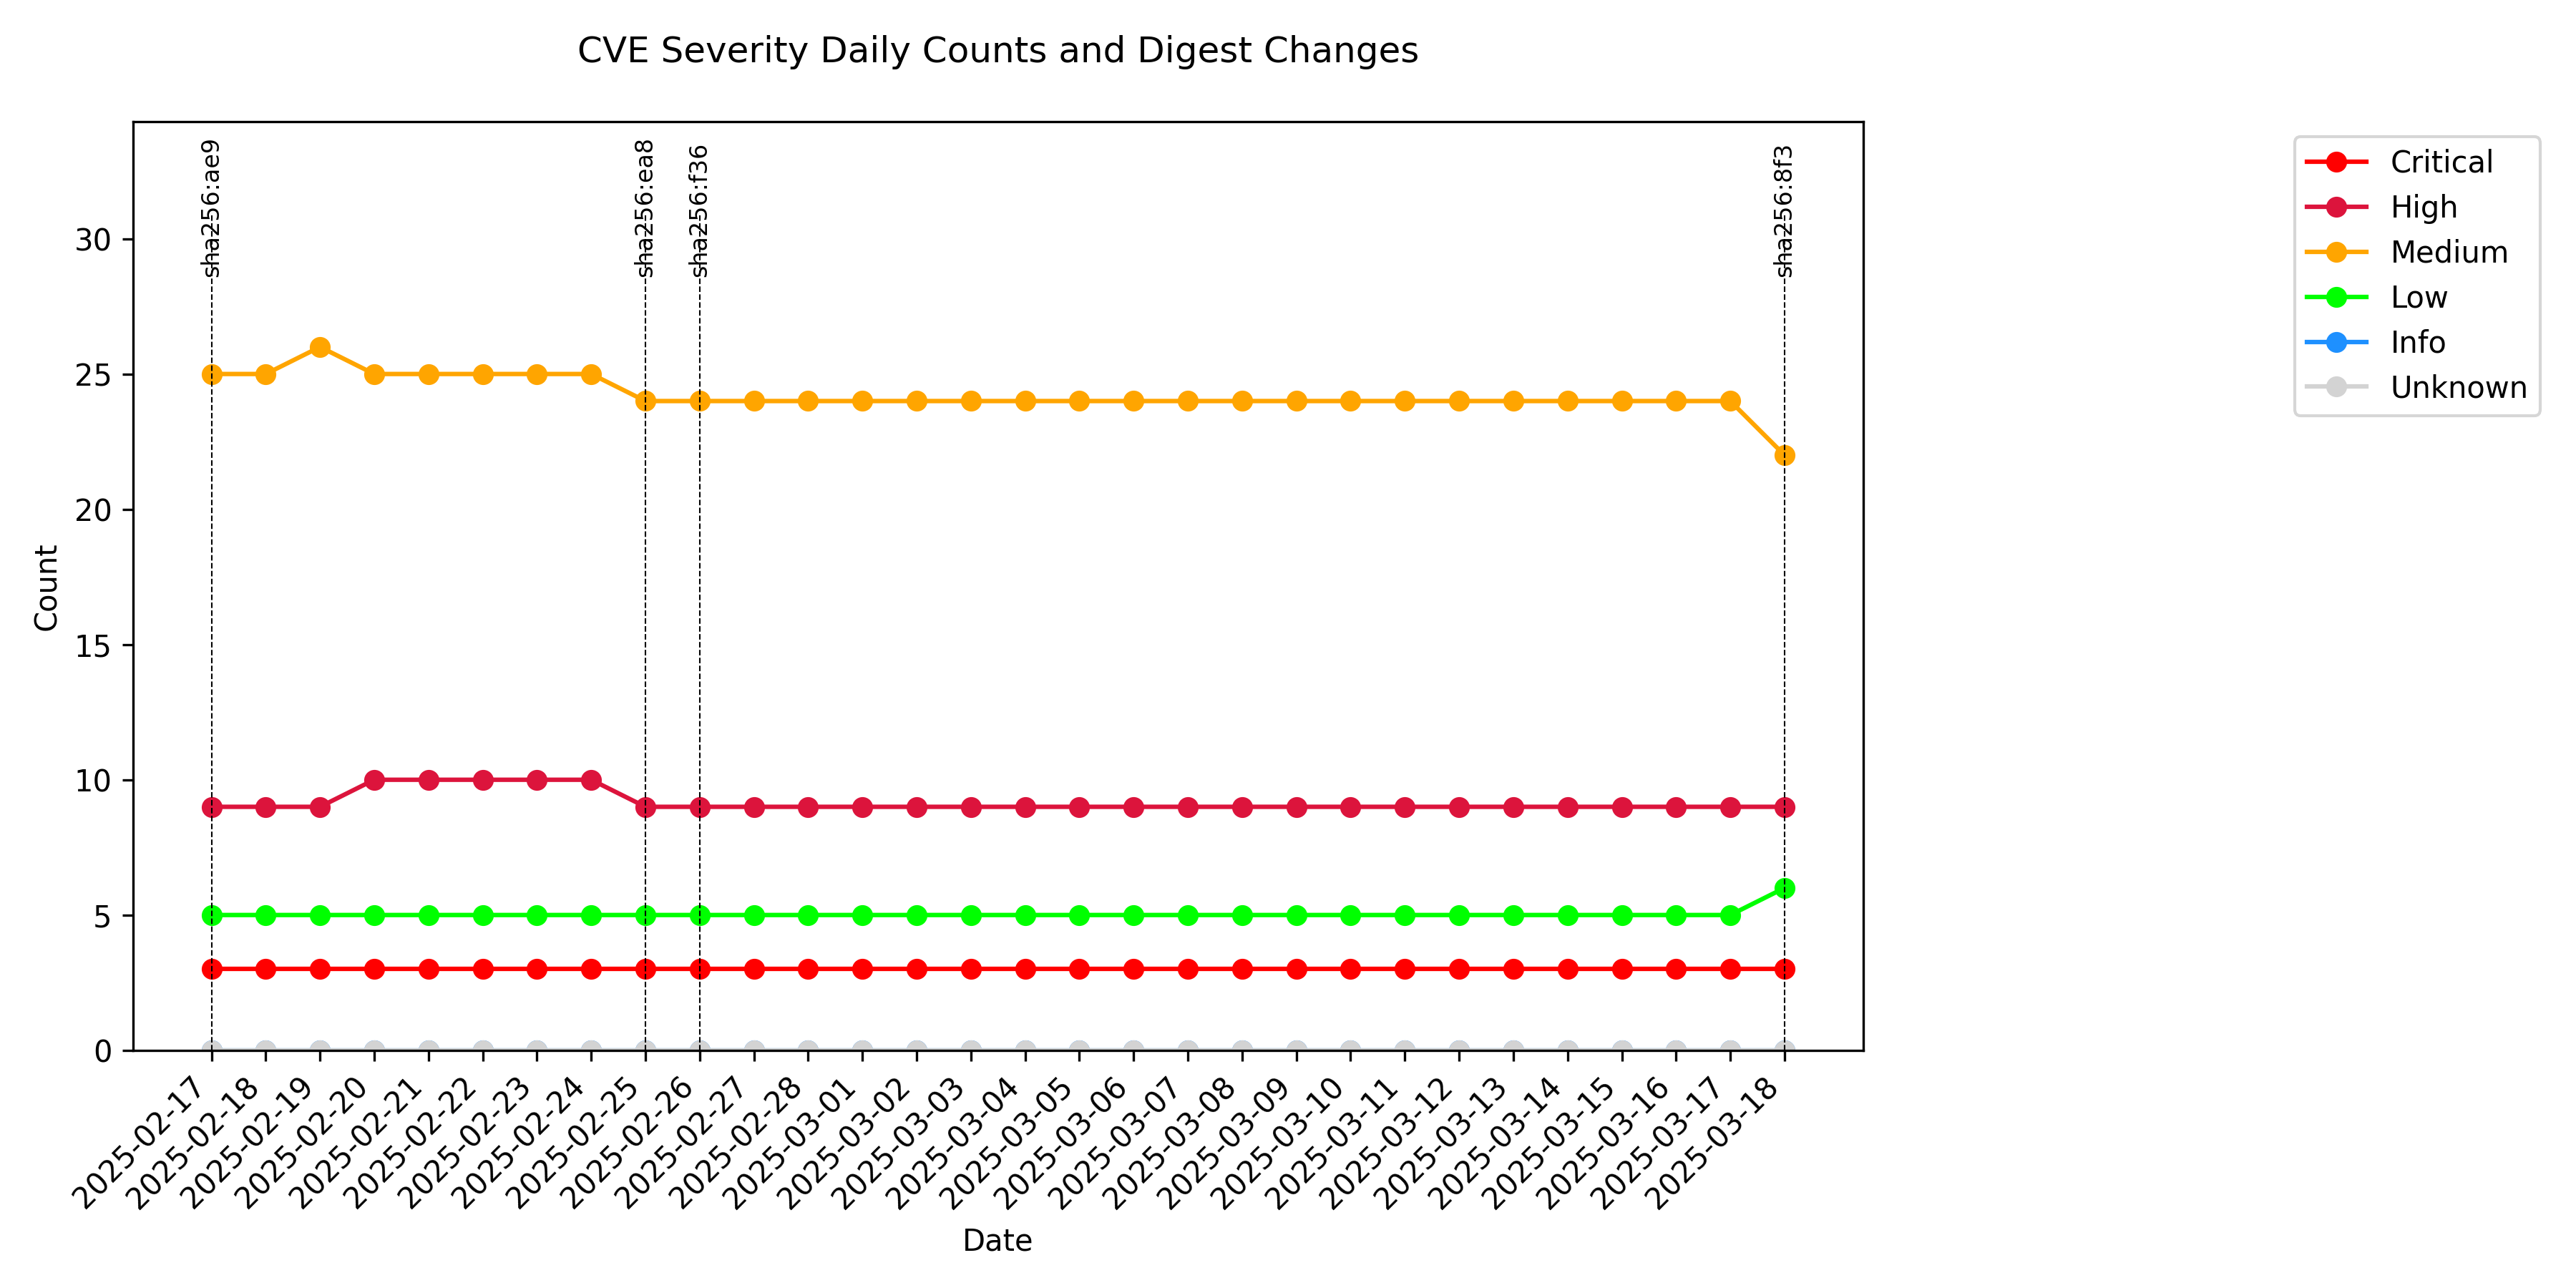 CVE Severity Daily Counts and Digest Changes
sha256:ae9
sha256:ea8
sha256:f36
sha256:8f3
Critical
High
Medium
Low
Info
Unknown
Count
30
25
20
15
10
5
0
2025-02-17
2025-02-18
2025-02-19
2025-02-20
2025-02-21
2025-02-22
2025-02-23
2025-02-24
2025-02-25
2025-02-26
2025-02-27
2025-02-28
2025-03-01
2025-03-02
2025-03-03
2025-03-04
2025-03-05
2025-03-06
2025-03-07
2025-03-08
2025-03-09
2025-03-10
2025-03-11
2025-03-12
2025-03-13
2025-03-14
2025-03-15
2025-03-16
2025-03-17
2025-03-18
Date